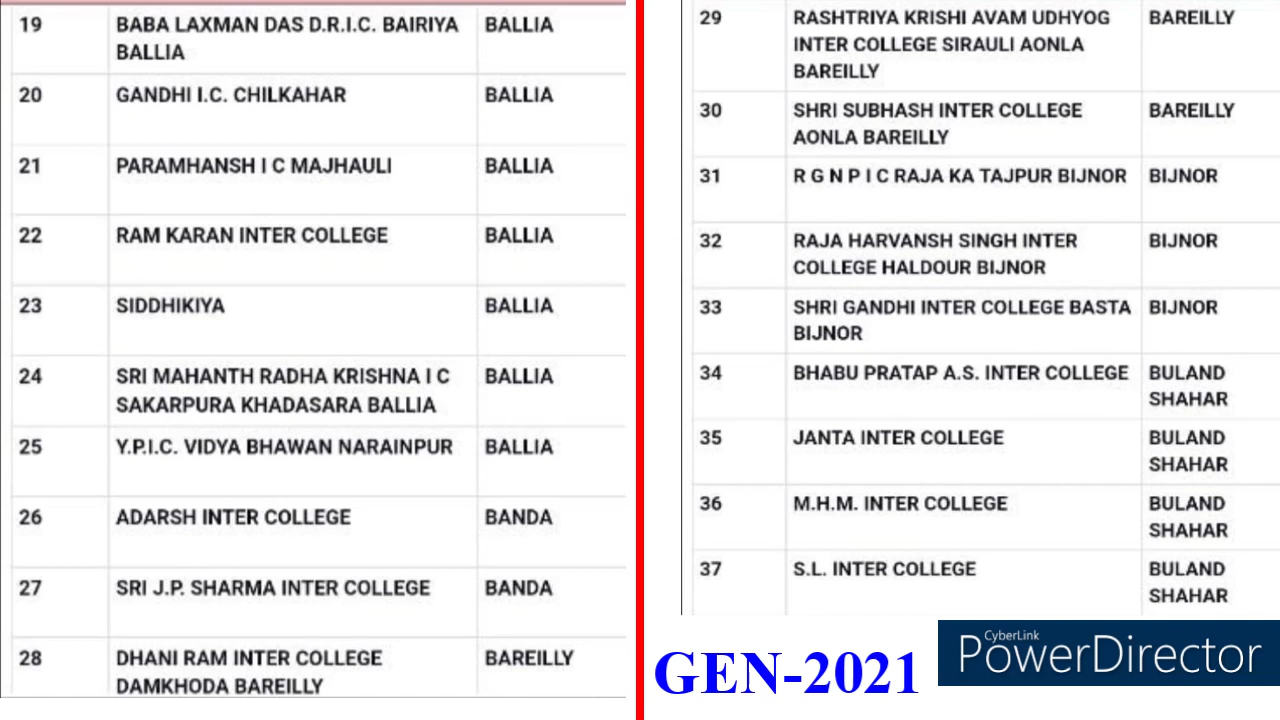 19 BABA LAXMAN DAS D.R.I.C. BAIRIYA BALLIA
BALLIA
20 GANDHI I.C. CHILKAHAR BALLIA
21 PARAMHANSH I C MAJHAULI BALLIA
22 RAM KARAN INTER COLLEGE BALLIA
23 SIDDHIKIYA BALLIA
24 SRI MAHANTH RADHA KRISHNA I C BALLIA
SAKARPURA KHADASARA BALLIA
25 Y.P.I.C. VIDYA BHAWAN NARAINPUR BALLIA
26 ADARSH INTER COLLEGE BANDA
27 SRI J.P. SHARMA INTER COLLEGE BANDA
28 DHANI RAM INTER COLLEGE BAREILLY
DAMKHODA BAREILLY
29 RASHTRIYA KRISHI AVAM UDHYOG BAREILLY
INTER COLLEGE SIRAULI AONLA
BAREILLY
30 SHRI SUBHASH INTER COLLEGE BAREILLY
AONLA BAREILLY
31 R G N P I C RAJA KA TAJPUR BIJNOR BIJNOR
32 RAJA HARVANSH SINGH INTER BIJNOR
COLLEGE HALDOUR BIJNOR
33 SHRI GANDHI INTER COLLEGE BASTA BIJNOR
BIJNOR
34 BHABU PRATAP A.S. INTER COLLEGE BULAND
SHAHAR
35 JANTA INTER COLLEGE BULAND
SHAHAR
36 M.H.M. INTER COLLEGE BULAND
SHAHAR
37 S.L. INTER COLLEGE BULAND
SHAHAR
GEN-2021
CyberLink
PowerDirector